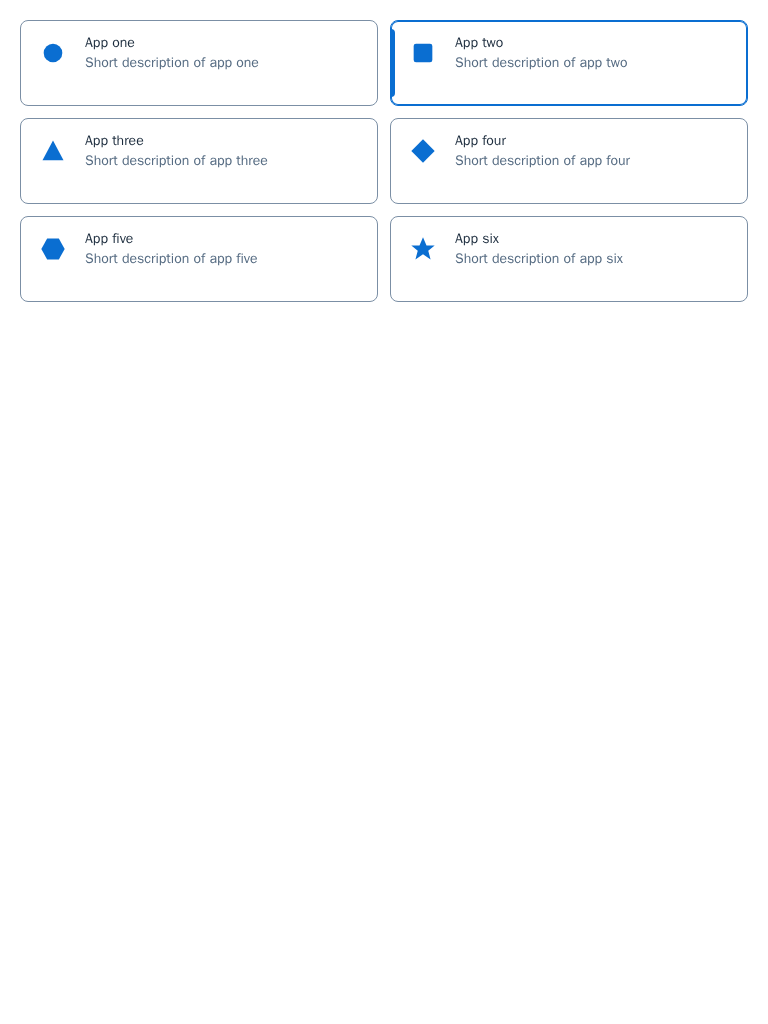 App one
Short description of app one
App two
Short description of app two
App three
Short description of app three
App four
Short description of app four
App five
Short description of app five
App six
Short description of app six